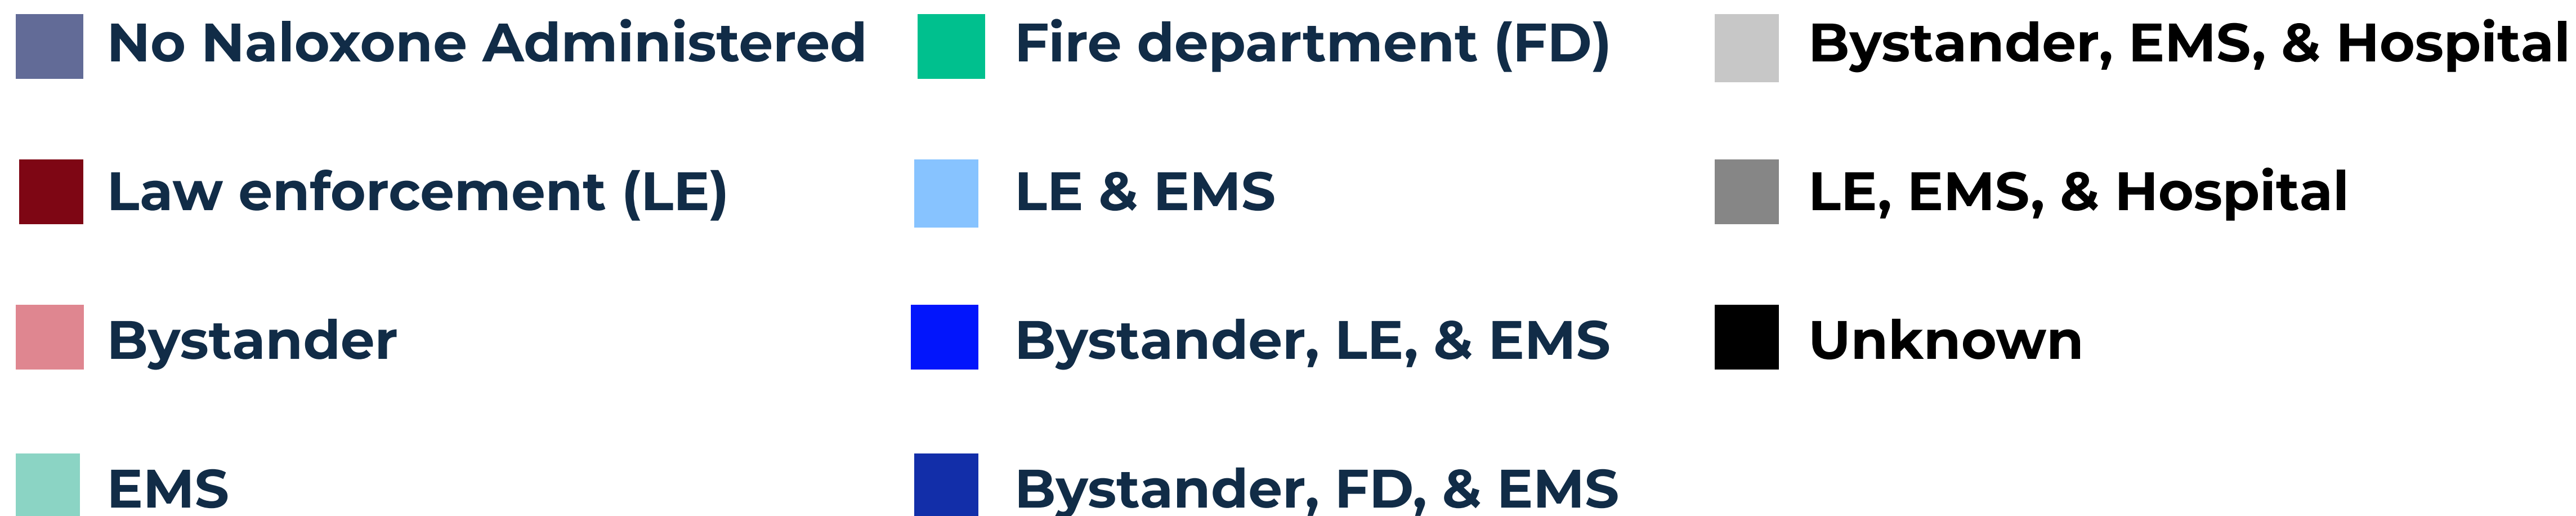 No Naloxone Administered
Law enforcement (LE)
Bystander
EMS
Fire department (FD)
LE & EMS
Bystander, LE, & EMS
Bystander, FD, & EMS
Bystander, EMS, & Hospital
LE, EMS, & Hospital
Unknown